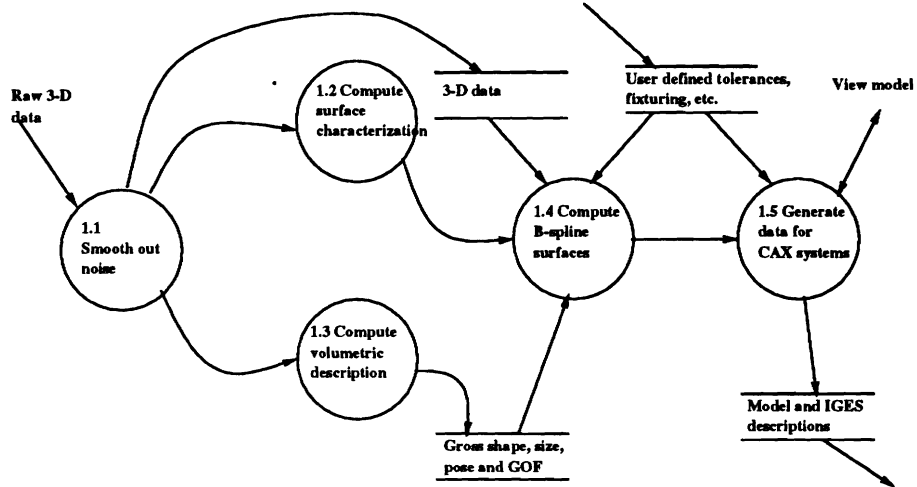 Raw 3-D
data
1.1
Smooth out
noise
1.2 Compute
surface
characterization
1.3 Compute
volumetric
description
3-D data
Gross shape, size,
pose and GOF
1.4 Compute
B-spline
surfaces
User defined tolerances,
fixturing, etc.
View model
1.5 Generate
data for
CAX systems
Model and IGES
descriptions